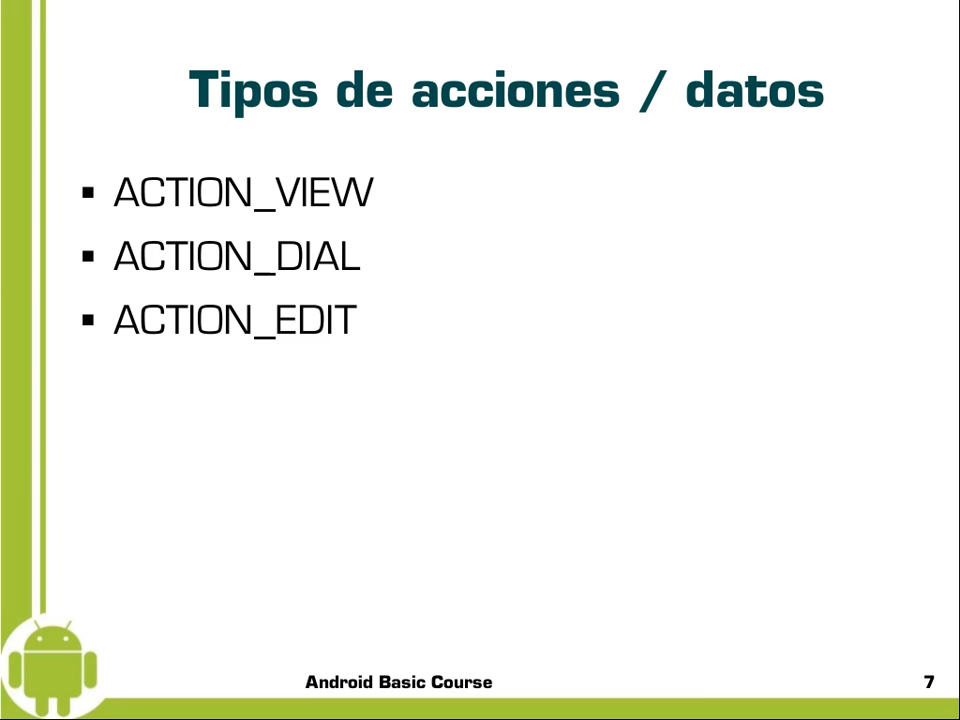 Tipos de acciones / datos
▪ ACTION_VIEW
▪ ACTION_DIAL
▪ ACTION_EDIT
Android Basic Course
7